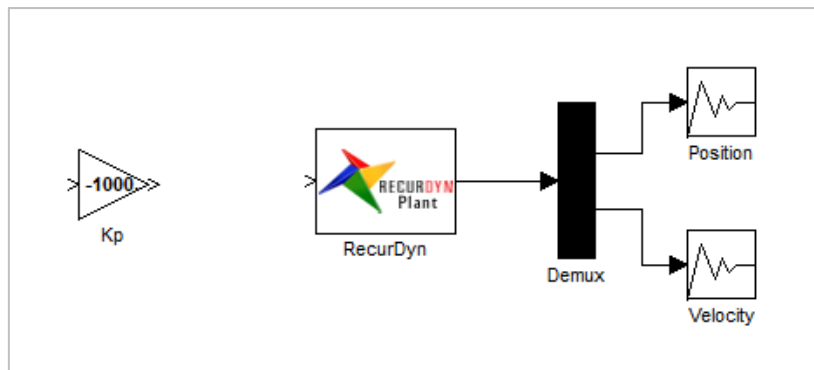 -1000
Kp
RECURDYN
Plant
RecurDyn
Demux
Position
Velocity